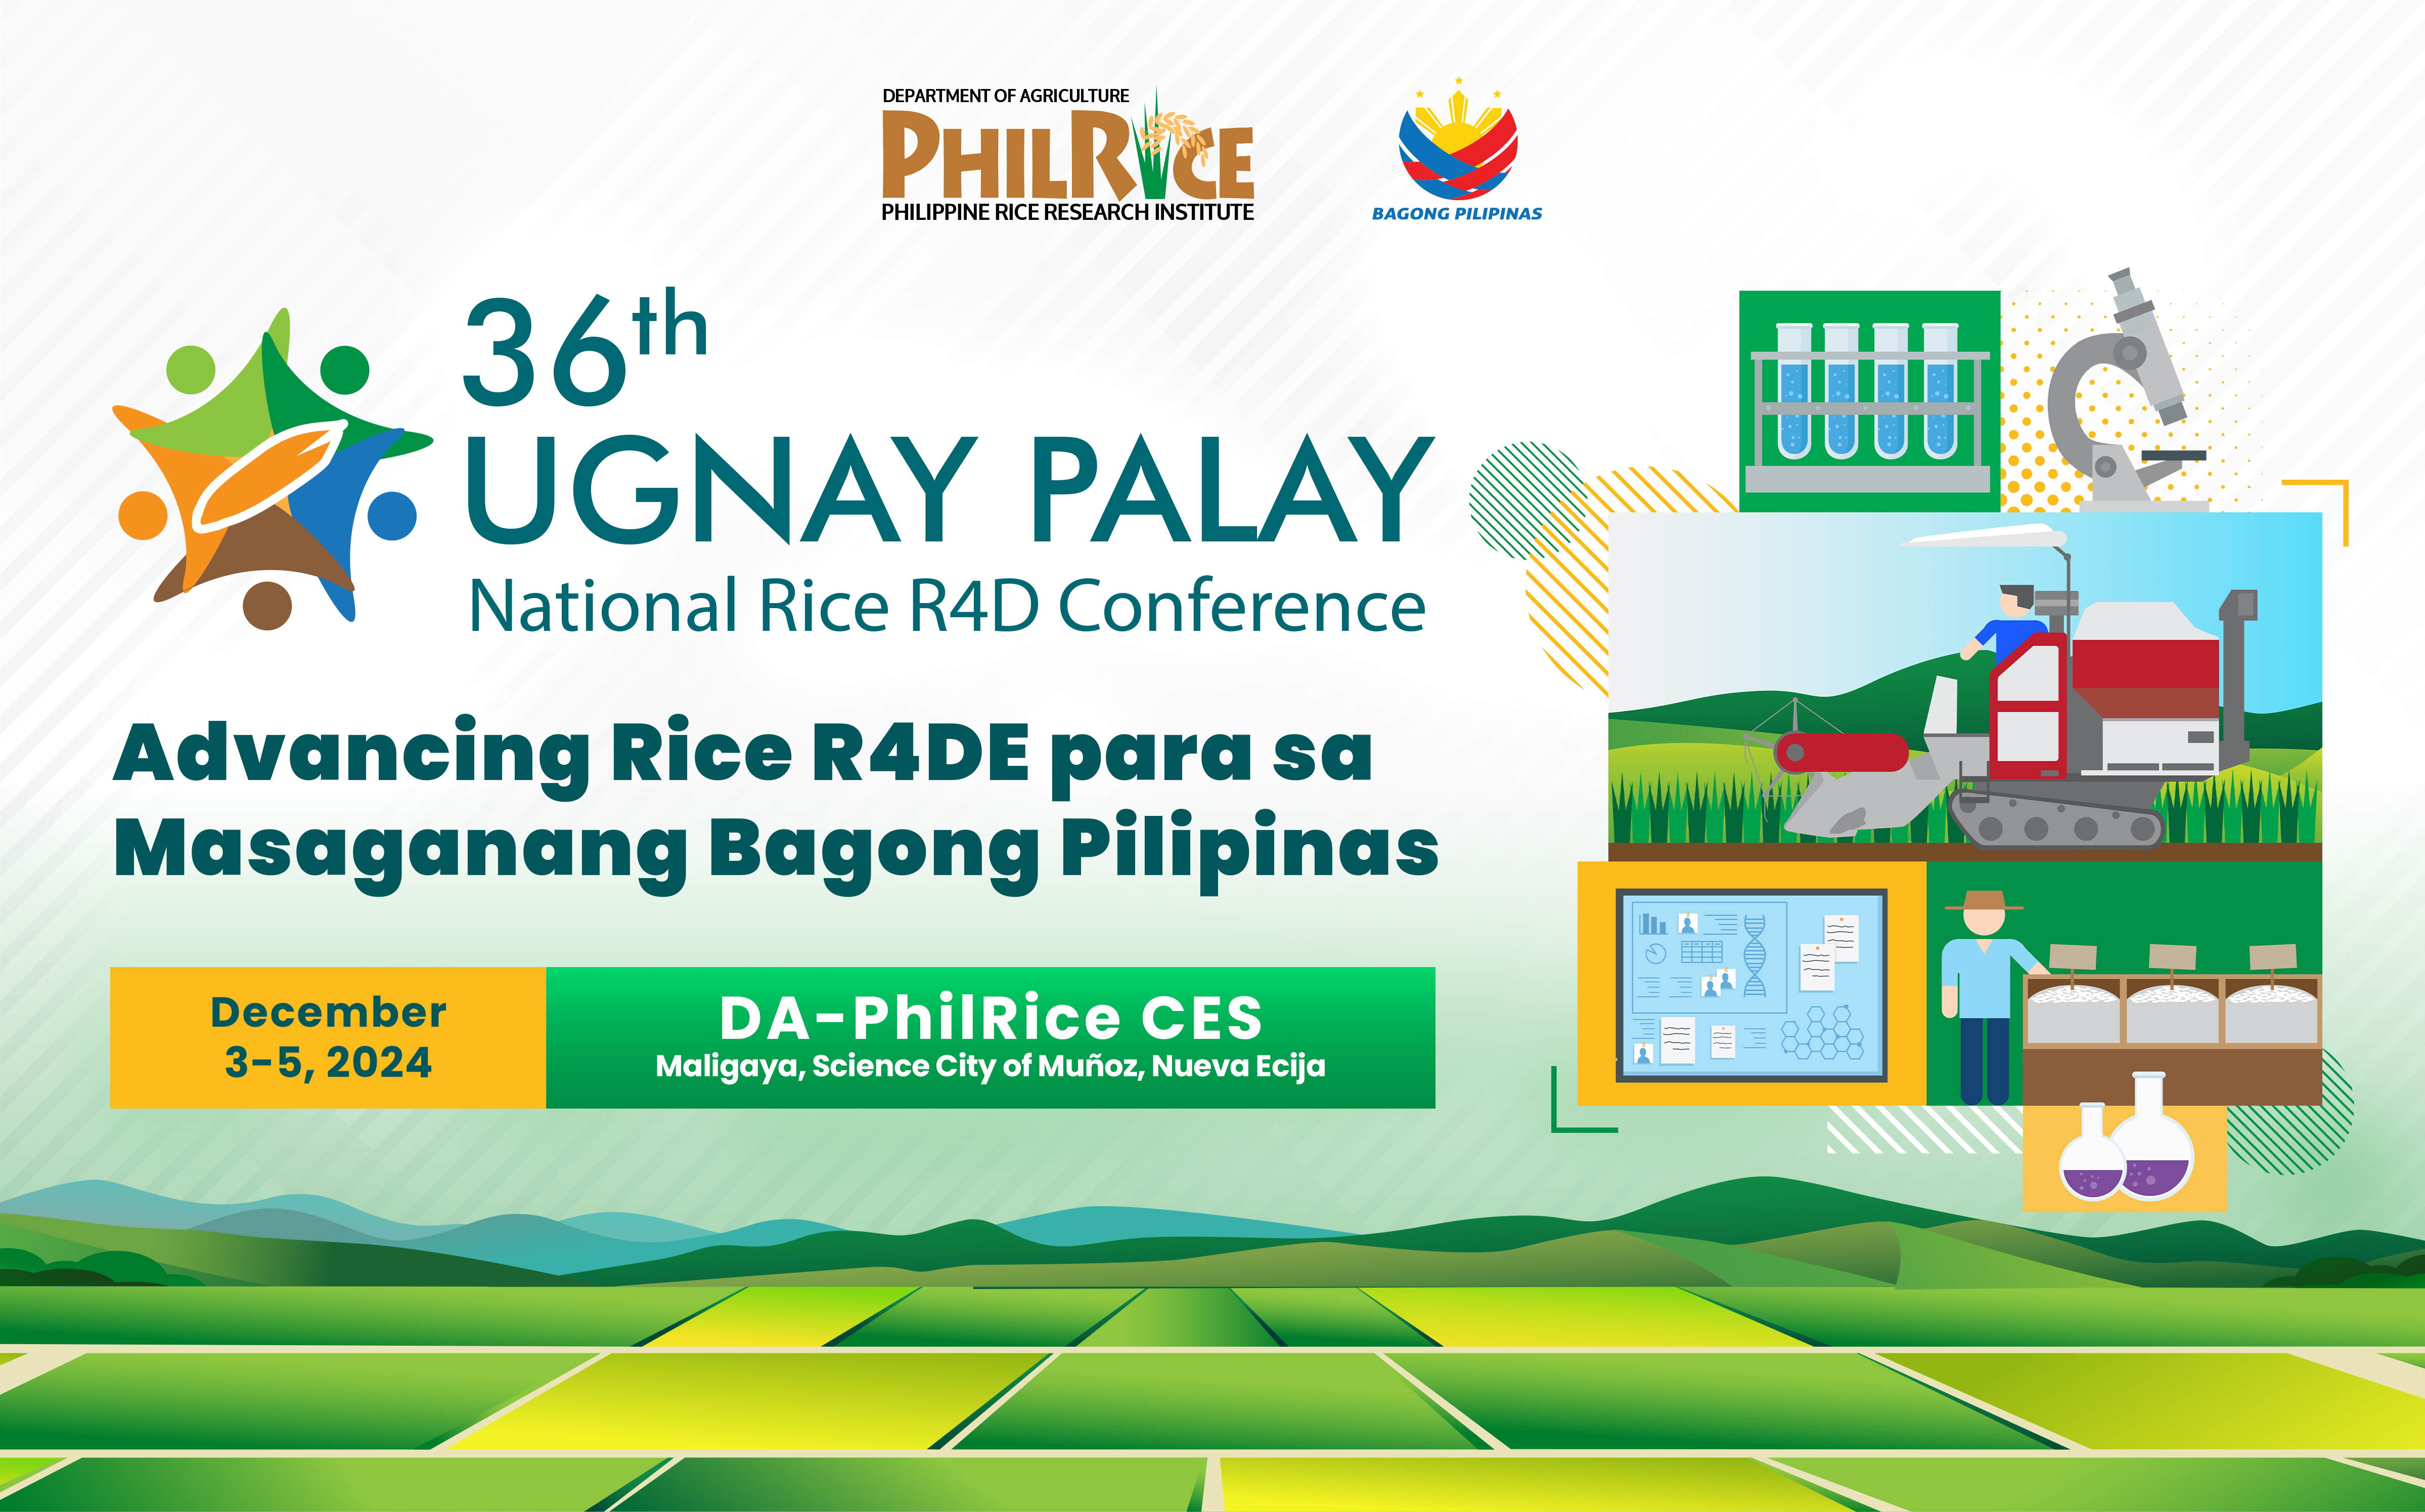 DEPARTMENT OF AGRICULTURE
PHILRICE
PHILIPPINE RICE RESEARCH INSTITUTE
BAGONG PILIPINAS
36th
UGNAY PALAY
National Rice R4D Conference
Advancing Rice R4DE para sa
Masaganang Bagong Pilipinas
December
3-5, 2024
DA-PhilRice CES
Maligaya, Science City of Muñoz, Nueva Ecija